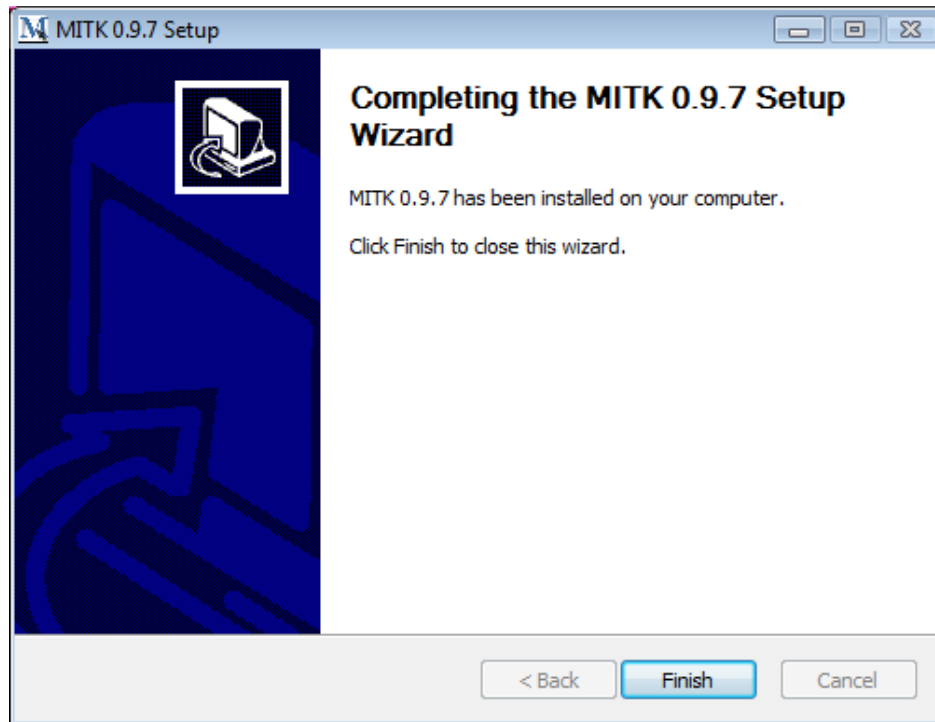 MITK 0.9.7 Setup
Completing the MITK 0.9.7 Setup
Wizard
MITK 0.9.7 has been installed on your computer.
Click Finish to close this wizard.
< Back
Finish
Cancel